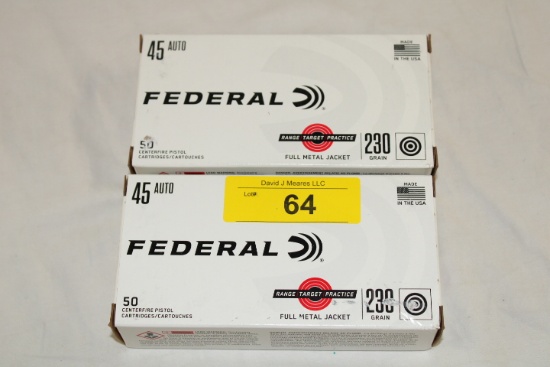 45 AUTO
MADE
IN THE USA
FEDERAL
®
50
CENTERFIRE PISTOL
CARTRIDGES/CARTOUCHES
RANGE TARGET PRACTICE
FULL METAL JACKET
230
GRAIN
45 AUTO
David J Meares LLC
Lot#:
64
MADE
IN THE USA
FEDERAL
®
50
CENTERFIRE PISTOL
CARTRIDGES/CARTOUCHES
RANGE TARGET PRACTICE
FULL METAL JACKET
230
GRAIN